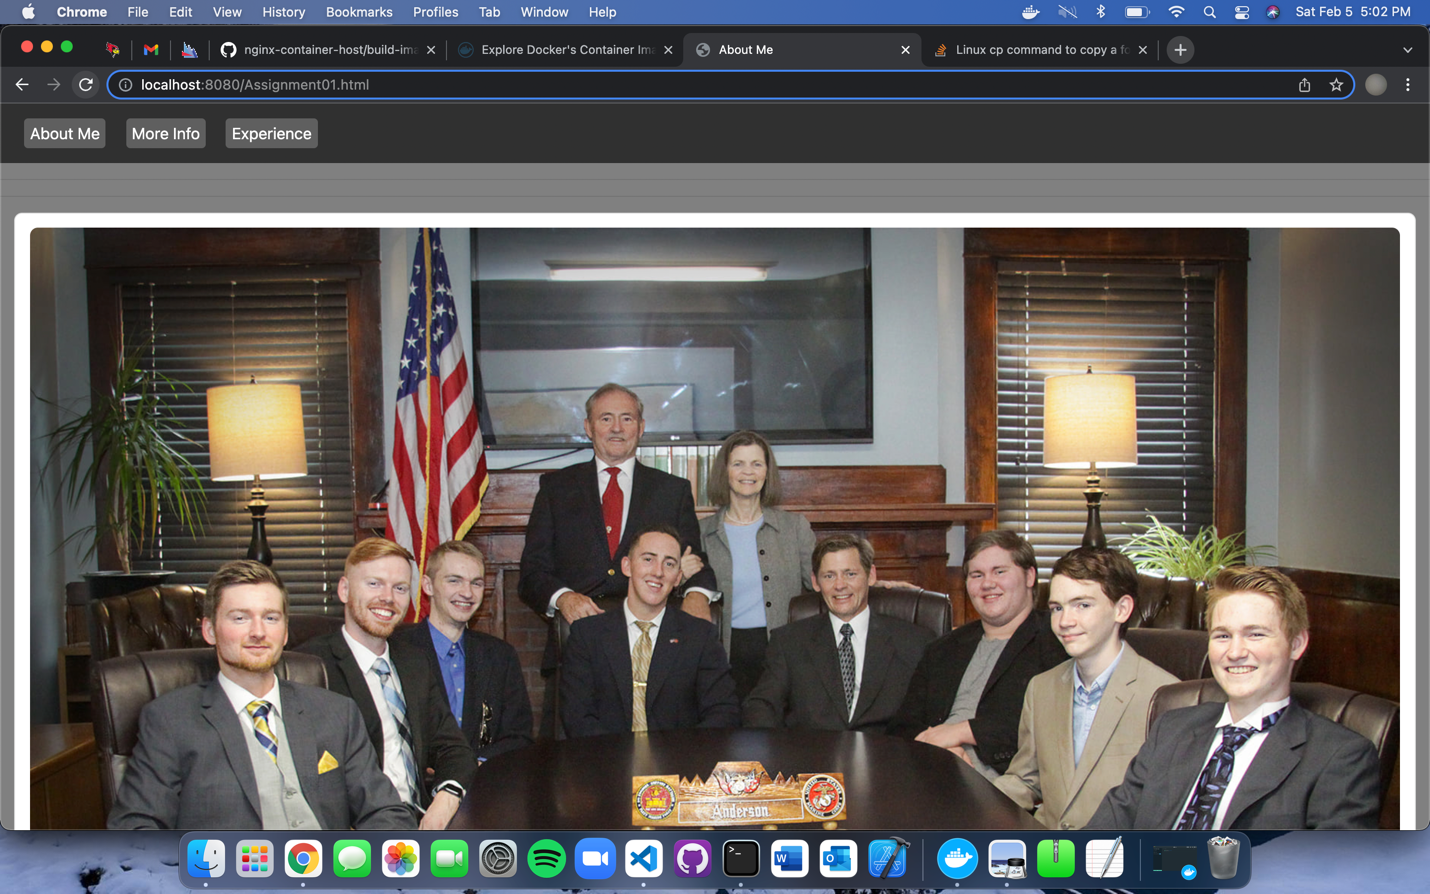 Chrome File Edit View History Bookmarks Profiles Tab Window Help Sat Feb 5 5:02 PM
nginx-container-host/build-ima Explore Docker's Container Im About Me Linux cp command to copy a fo
localhost:8080/Assignment01.html
About Me More Info Experience
Anderson